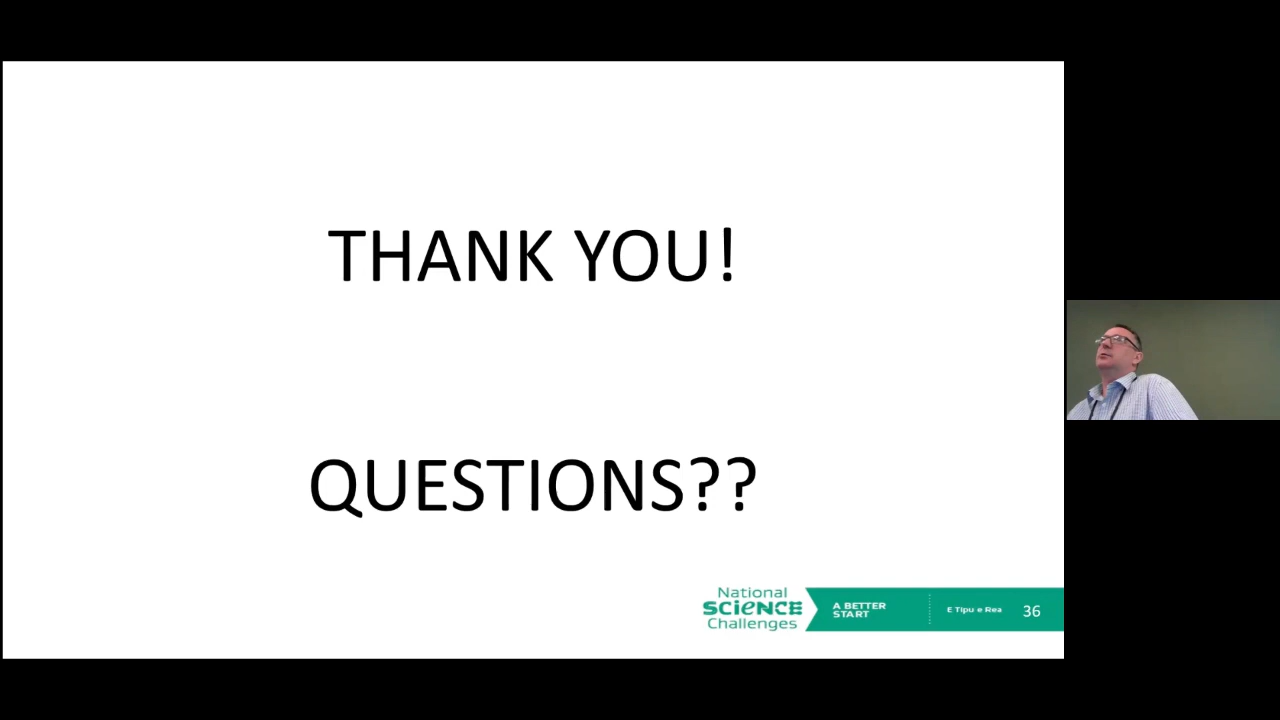 THANK YOU!
QUESTIONS??
National
SCIENCE
Challenges
A BETTER
START
E Tipu e Rea
36